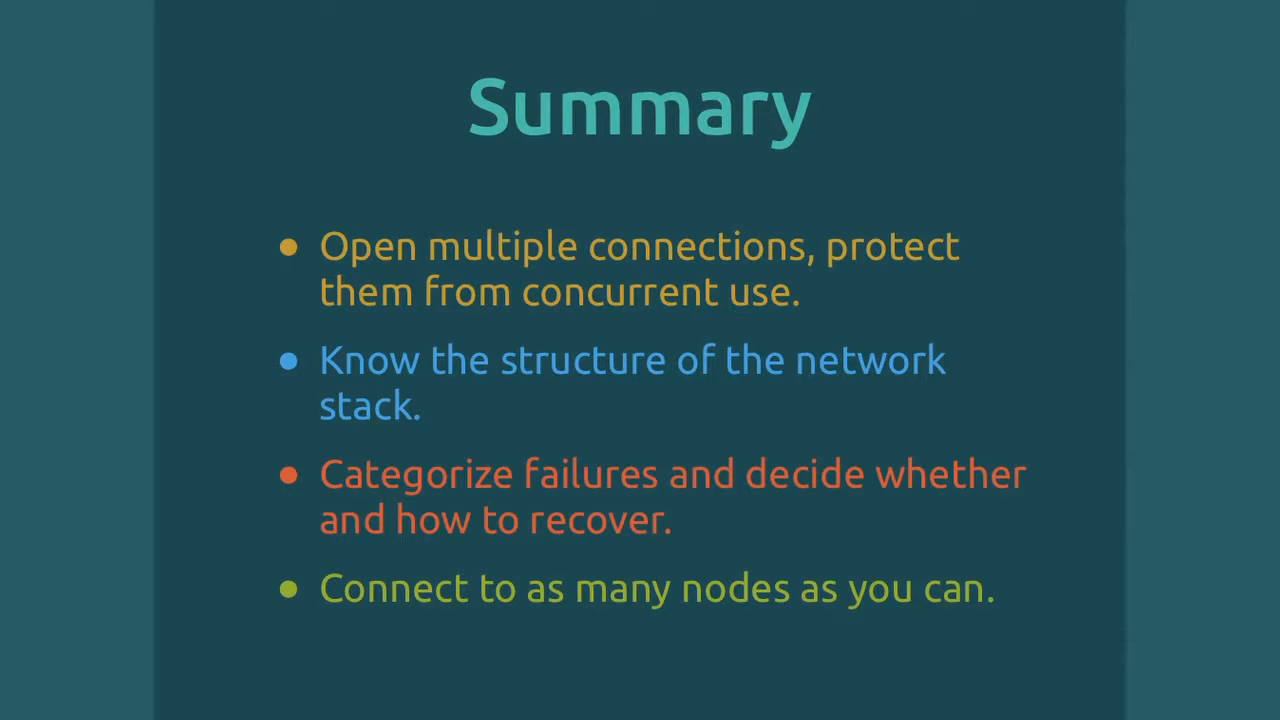 Summary
• Open multiple connections, protect
them from concurrent use.
• Know the structure of the network
stack.
• Categorize failures and decide whether
and how to recover.
• Connect to as many nodes as you can.